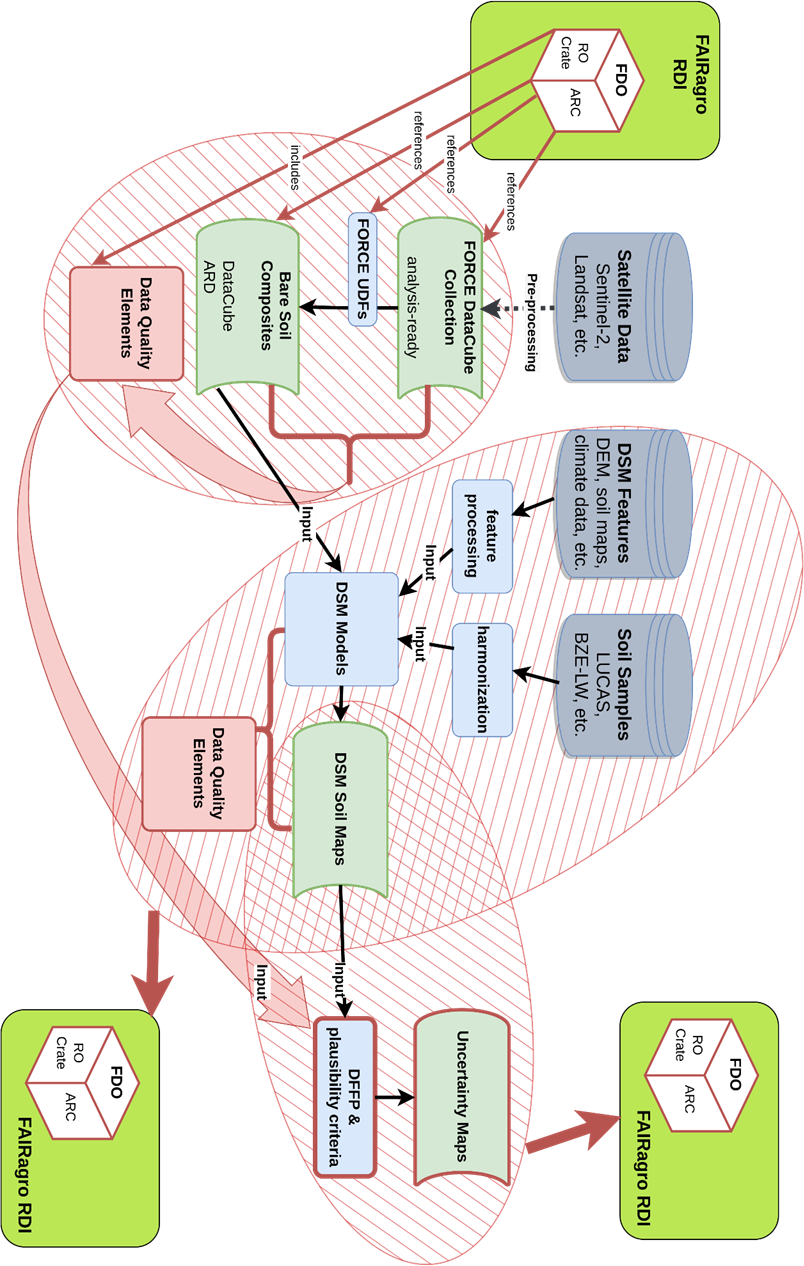 FAIRagro
RDI
FDO
RO
Crate
ARC
references
references
references
includes
Satellite Data
Sentinel-2,
Landsat, etc.
Pre-processing
FORCE DataCube
Collection
analysis-ready
FORCE UDFs
Bare Soil
Composites
DataCube
ARD
Data Quality
Elements
DSM Features
DEM, soil maps,
climate data, etc.
feature
processing
Input
Input
Soil Samples
LUCAS,
BZE-LW, etc.
harmonization
Input
DSM Models
DSM Soil Maps
Data Quality
Elements
Input
Input
DFFP &
plausibility criteria
Uncertainty Maps
FDO
RO
Crate
ARC
FAIRagro RDI
FDO
RO
Crate
ARC
FAIRagro RDI